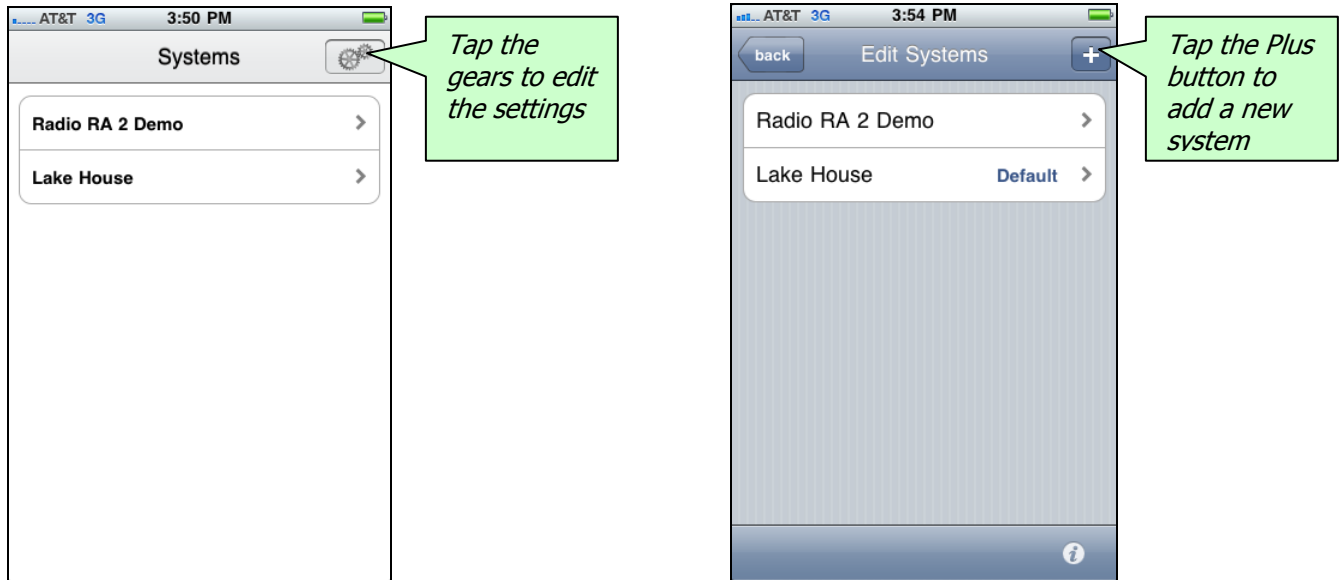 AT&T 3G 3:50 PM
Systems
Radio RA 2 Demo
Lake House
Tap the
gears to edit
the settings
AT&T 3G 3:54 PM
back Edit Systems +
Radio RA 2 Demo
Lake House Default
i
Tap the Plus
button to
add a new
system